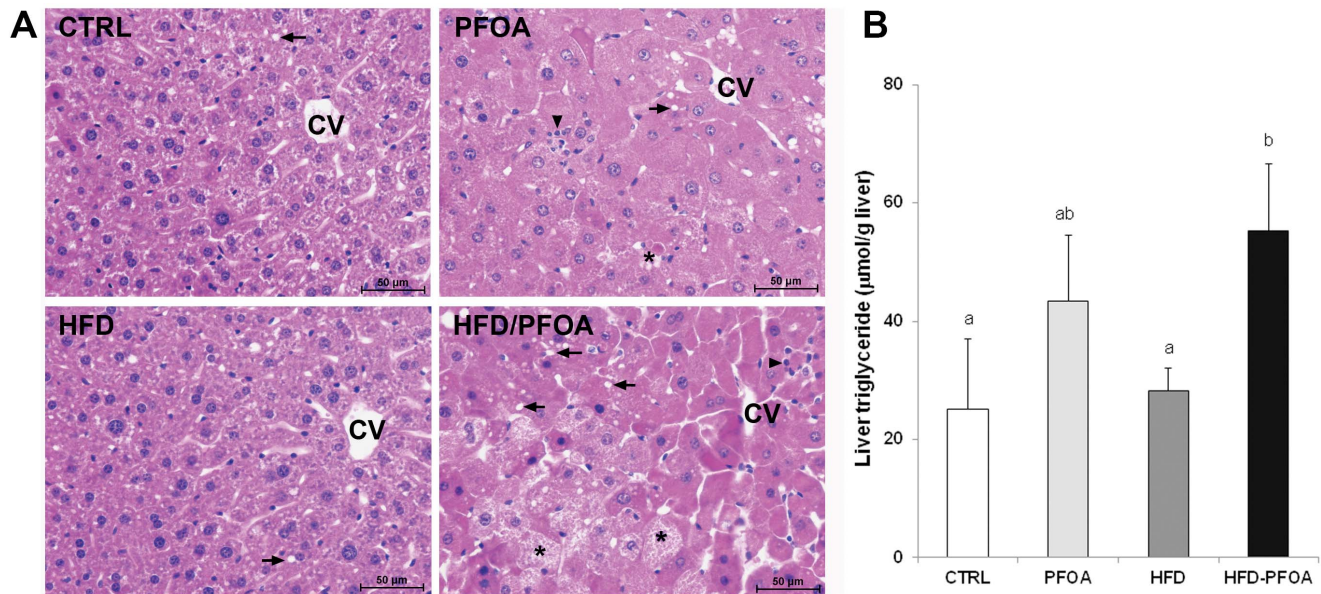 A
CTRL
CV
50 µm
PFOA
CV
*
50 µm
HFD
CV
50 µm
HFD/PFOA
CV
*
*
50 µm
B
Liver triglyceride (µmol/g liver)
80
60
40
20
0
a
ab
a
b
CTRL
PFOA
HFD
HFD-PFOA